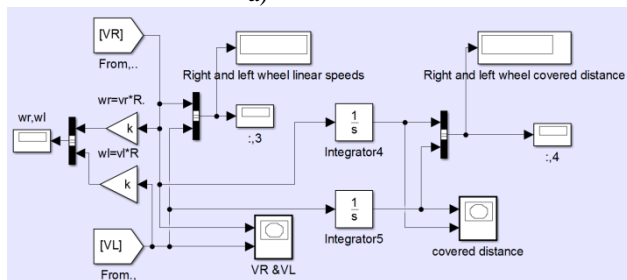 a)
[VR]
From,..
Right and left wheel linear speeds
Right and left wheel covered distance
wr=vr*R.
wr,wl
k
:,3
1
s
Integrator4
:,4
wl=vl*R
k
1
s
Integrator5
[VL]
From.,
VR &VL
covered distance